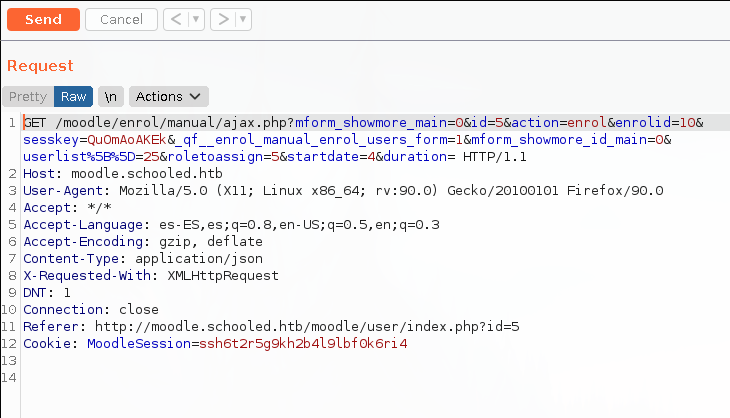 Send Cancel < ▼ > ▼
Request
Pretty Raw \n Actions
1 GET /moodle/enrol/manual/ajax.php?mform_showmore_main=0&id=5&action=enrol&enrolid=10&
sesskey=QuOmAoAKEk&_qf__enrol_manual_enrol_users_form=1&mform_showmore_id_main=0&
userlist%5B%5D=25&roletoassign=5&startdate=4&duration= HTTP/1.1
2 Host: moodle.schooled.htb
3 User-Agent: Mozilla/5.0 (X11; Linux x86_64; rv:90.0) Gecko/20100101 Firefox/90.0
4 Accept: */*
5 Accept-Language: es-ES,es;q=0.8,en-US;q=0.5,en;q=0.3
6 Accept-Encoding: gzip, deflate
7 Content-Type: application/json
8 X-Requested-With: XMLHttpRequest
9 DNT: 1
10 Connection: close
11 Referer: http://moodle.schooled.htb/moodle/user/index.php?id=5
12 Cookie: MoodleSession=ssh6t2r5g9kh2b4l9lbf0k6ri4
13
14